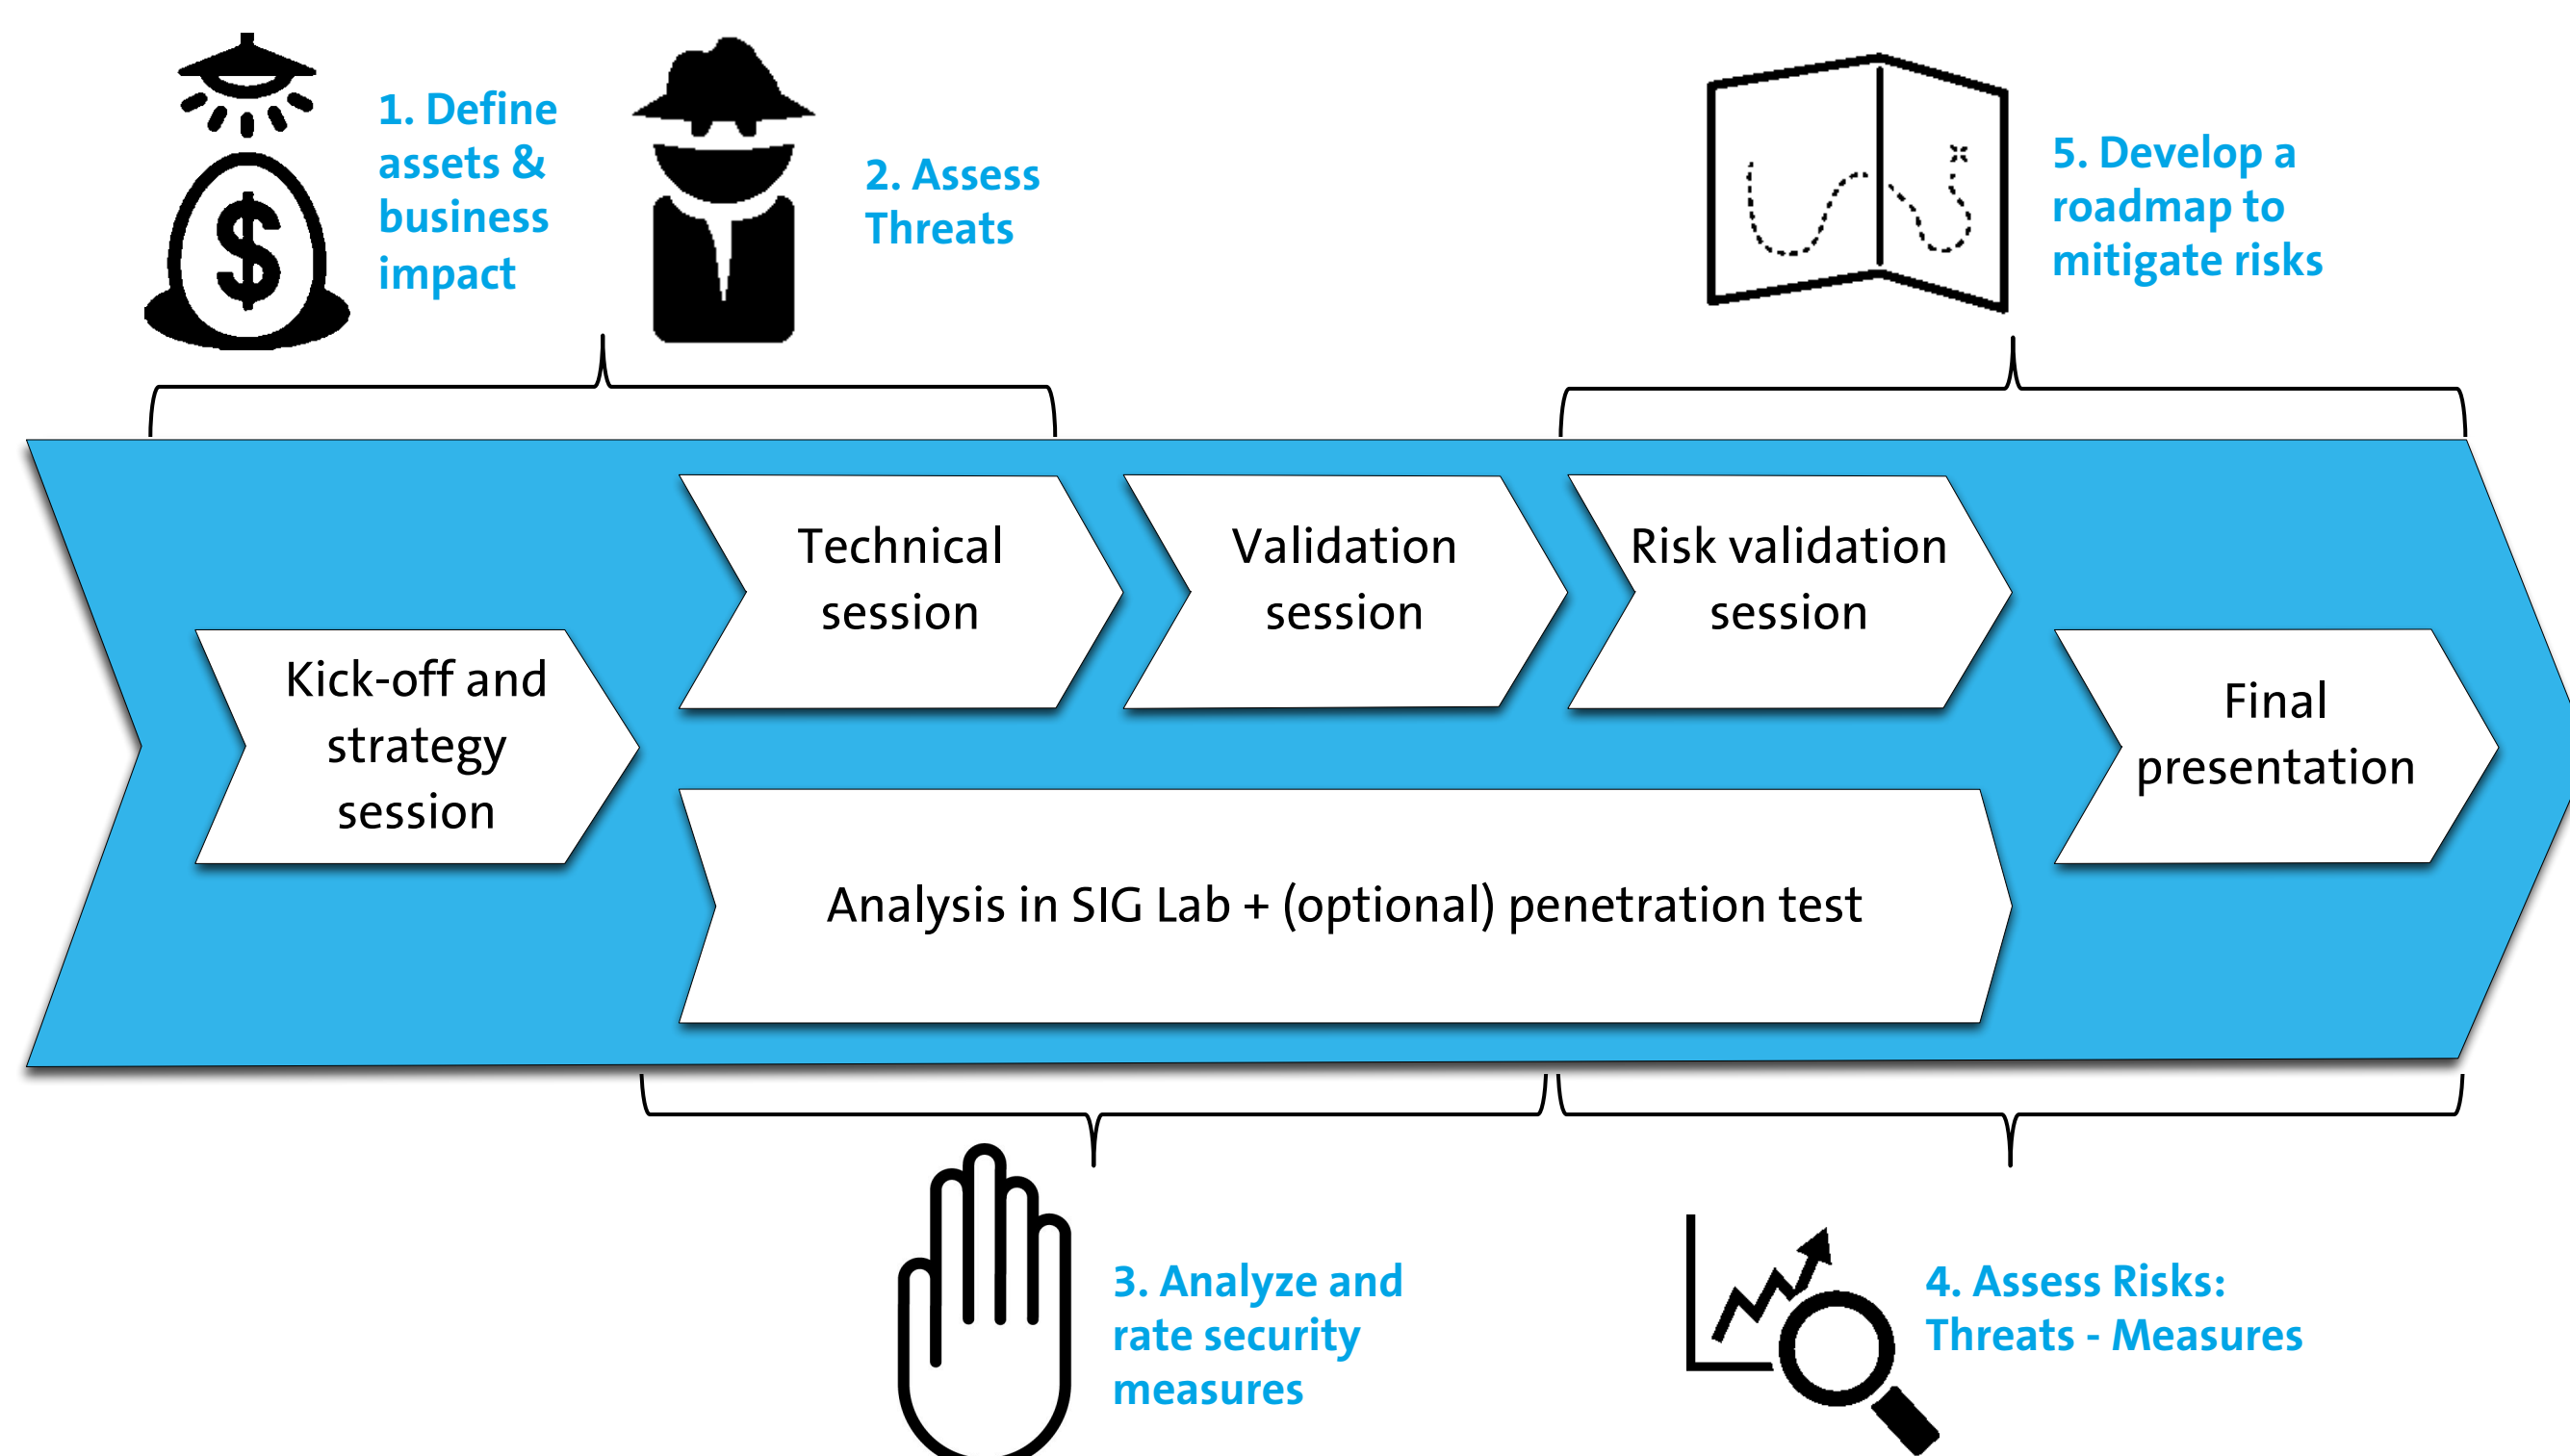 1. Define
assets &
business
impact
2. Assess
Threats
5. Develop a
roadmap to
mitigate risks
Kick-off and
strategy
session
Technical
session
Validation
session
Risk validation
session
Final
presentation
Analysis in SIG Lab + (optional) penetration test
3. Analyze and
rate security
measures
4. Assess Risks:
Threats - Measures